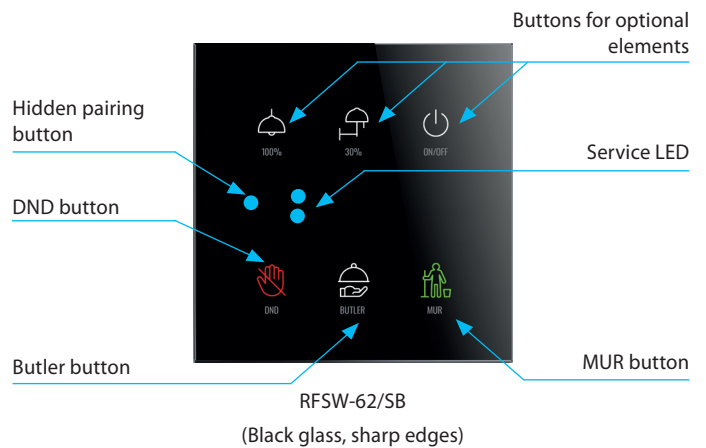 Buttons for optional
elements
Hidden pairing
button
100%
30%
ON/OFF
Service LED
DND button
DND
BUTLER
MUR
Butler button
MUR button
RFSW-62/SB
(Black glass, sharp edges)